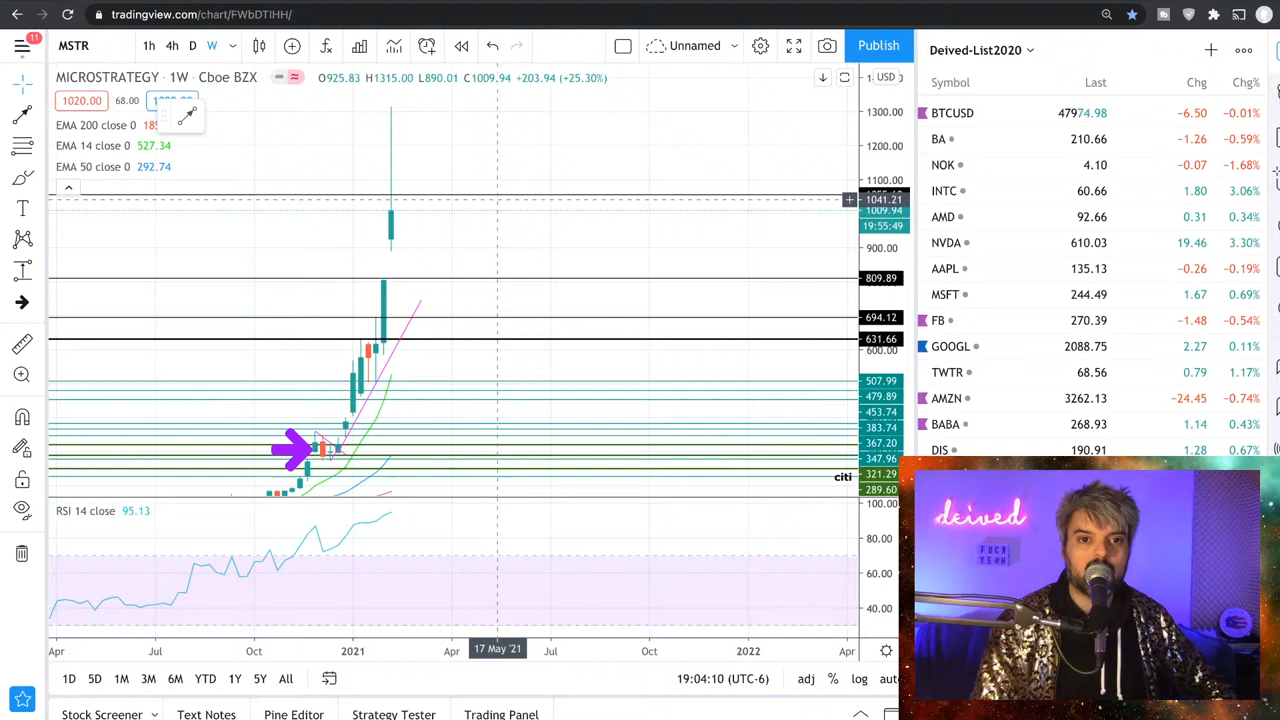 tradingview.com/chart/FWbDTIHH/
11
MSTR
1h 4h D W
Unnamed
Publish
MICROSTRATEGY · 1W · Cboe BZX
O925.83 H1315.00 L890.01 C1009.94 +203.94 (+25.30%)
USD
1020.00 68.00
EMA 200 close 0
EMA 14 close 0 527.34
EMA 50 close 0 292.74
1300.00
1200.00
1100.00
1041.21
1009.94
19:55:49
900.00
809.89
694.12
631.66
600.00
507.99
479.89
453.74
383.74
367.20
347.96
citi
321.29
289.60
RSI 14 close 95.13
100.00
80.00
60.00
40.00
Apr Jul Oct 2021 Apr 17 May '21 Jul Oct 2022 Apr
1D 5D 1M 3M 6M YTD 1Y 5Y All
19:04:10 (UTC-6) adj % log
Stock Screener Text Notes Pine Editor Strategy Tester Trading Panel
Deived-List2020
Symbol Last Chg Chg%
BTCUSD 47974.98 −6.50 −0.01%
BA 210.66 −1.26 −0.59%
NOK 4.10 −0.07 −1.68%
INTC 60.66 1.80 3.06%
AMD 92.66 0.31 0.34%
NVDA 610.03 19.46 3.30%
AAPL 135.13 −0.26 −0.19%
MSFT 244.49 1.67 0.69%
FB 270.39 −1.48 −0.54%
GOOGL 2088.75 2.27 0.11%
TWTR 68.56 0.79 1.17%
AMZN 3262.13 −24.45 −0.74%
BABA 268.93 1.14 0.43%
DIS 190.91 1.28 0.67%
deived
FUCK
YEAH